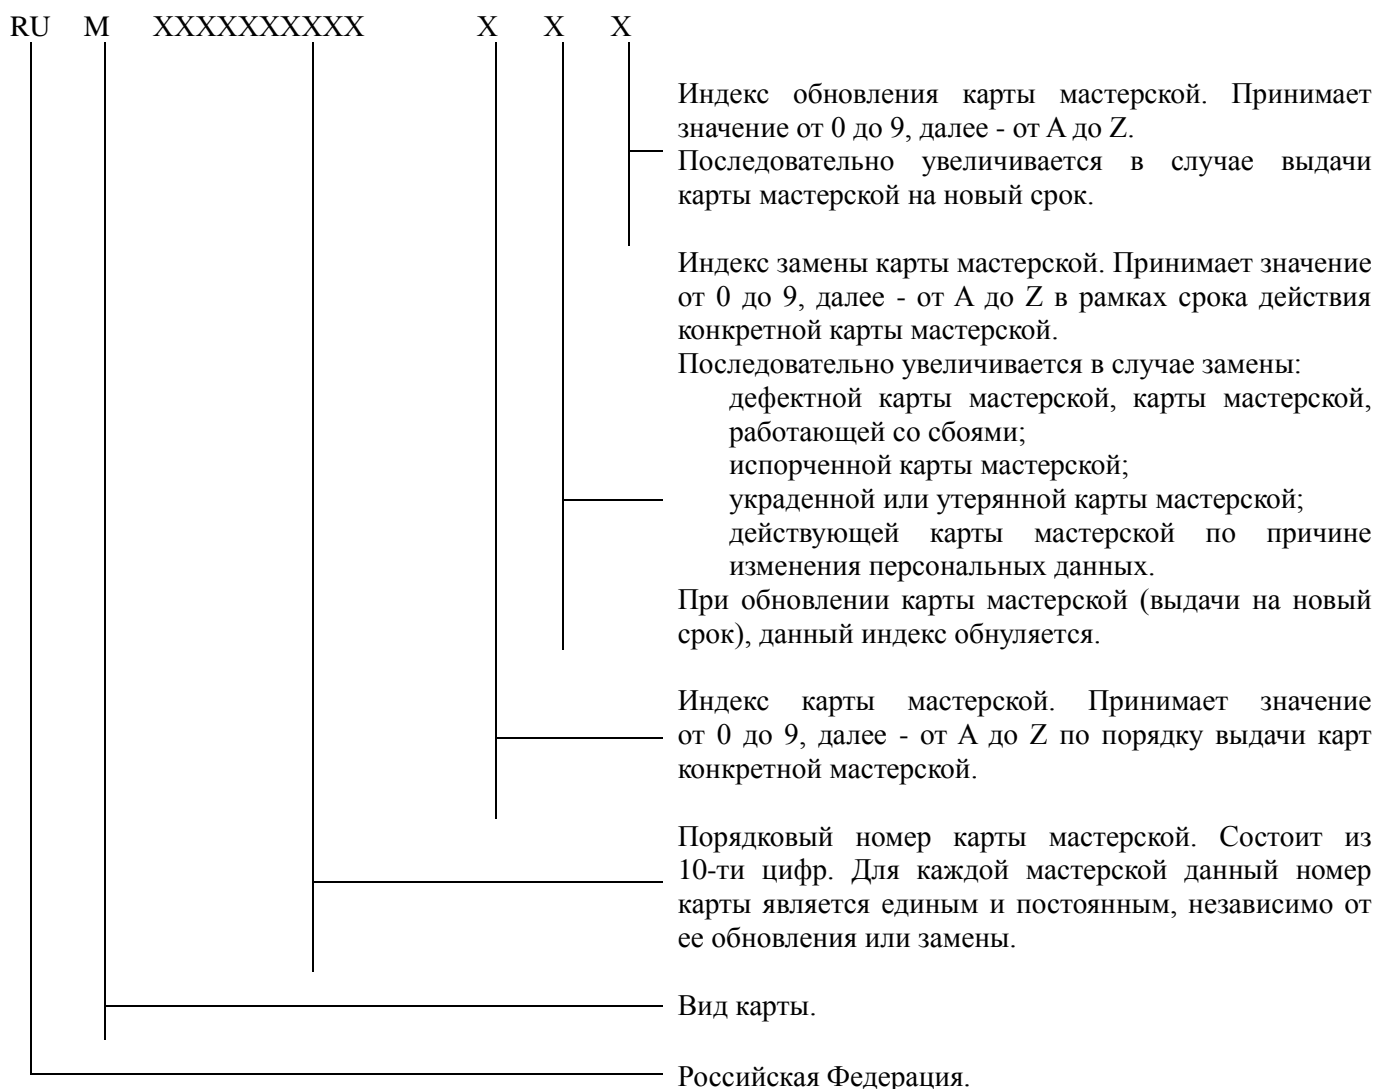 RU M XXXXXXXXXX X X X
Индекс обновления карты мастерской. Принимает
значение от 0 до 9, далее - от A до Z.
Последовательно увеличивается в случае выдачи
карты мастерской на новый срок.
Индекс замены карты мастерской. Принимает значение
от 0 до 9, далее - от A до Z в рамках срока действия
конкретной карты мастерской.
Последовательно увеличивается в случае замены:
дефектной карты мастерской, карты мастерской,
работающей со сбоями;
испорченной карты мастерской;
украденной или утерянной карты мастерской;
действующей карты мастерской по причине
изменения персональных данных.
При обновлении карты мастерской (выдачи на новый
срок), данный индекс обнуляется.
Индекс карты мастерской. Принимает значение
от 0 до 9, далее - от A до Z по порядку выдачи карт
конкретной мастерской.
Порядковый номер карты мастерской. Состоит из
10-ти цифр. Для каждой мастерской данный номер
карты является единым и постоянным, независимо от
ее обновления или замены.
Вид карты.
Российская Федерация.